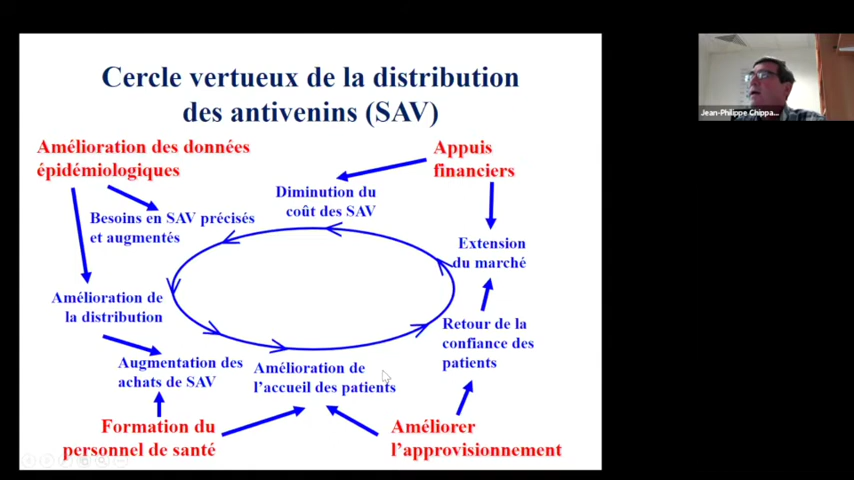 Cercle vertueux de la distribution
des antivenins (SAV)
Amélioration des données
épidémiologiques
Appuis
financiers
Diminution du
coût des SAV
Besoins en SAV précisés
et augmentés
Extension
du marché
Amélioration de
la distribution
Retour de la
confiance des
patients
Augmentation des
achats de SAV
Amélioration de
l'accueil des patients
Formation du
personnel de santé
Améliorer
l'approvisionnement
Jean-Philippe Chippa...